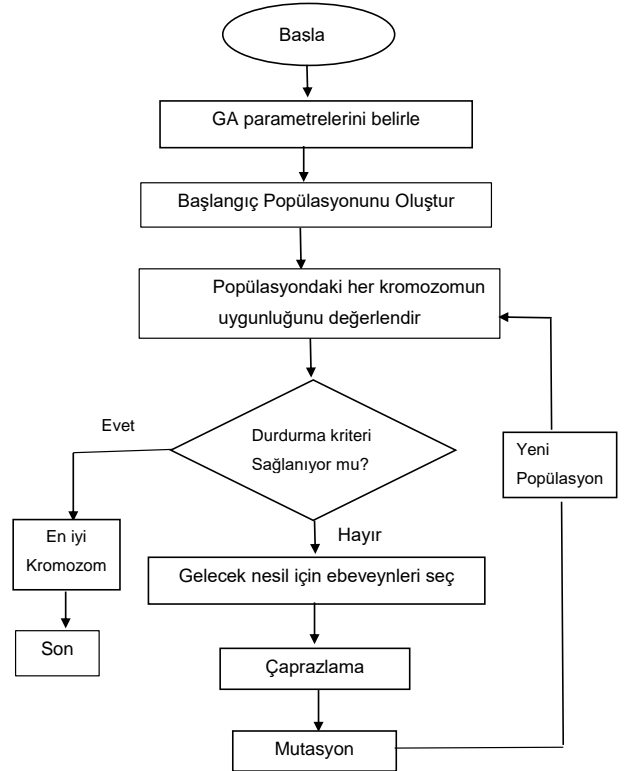 Başla
GA parametrelerini belirle
Başlangıç Popülasyonunu Oluştur
Popülasyondaki her kromozomun
uygunluğunu değerlendir
Evet
Durdurma kriteri
Sağlanıyor mu?
Yeni
Popülasyon
En iyi
Kromozom
Hayır
Gelecek nesil için ebeveynleri seç
Son
Çaprazlama
Mutasyon